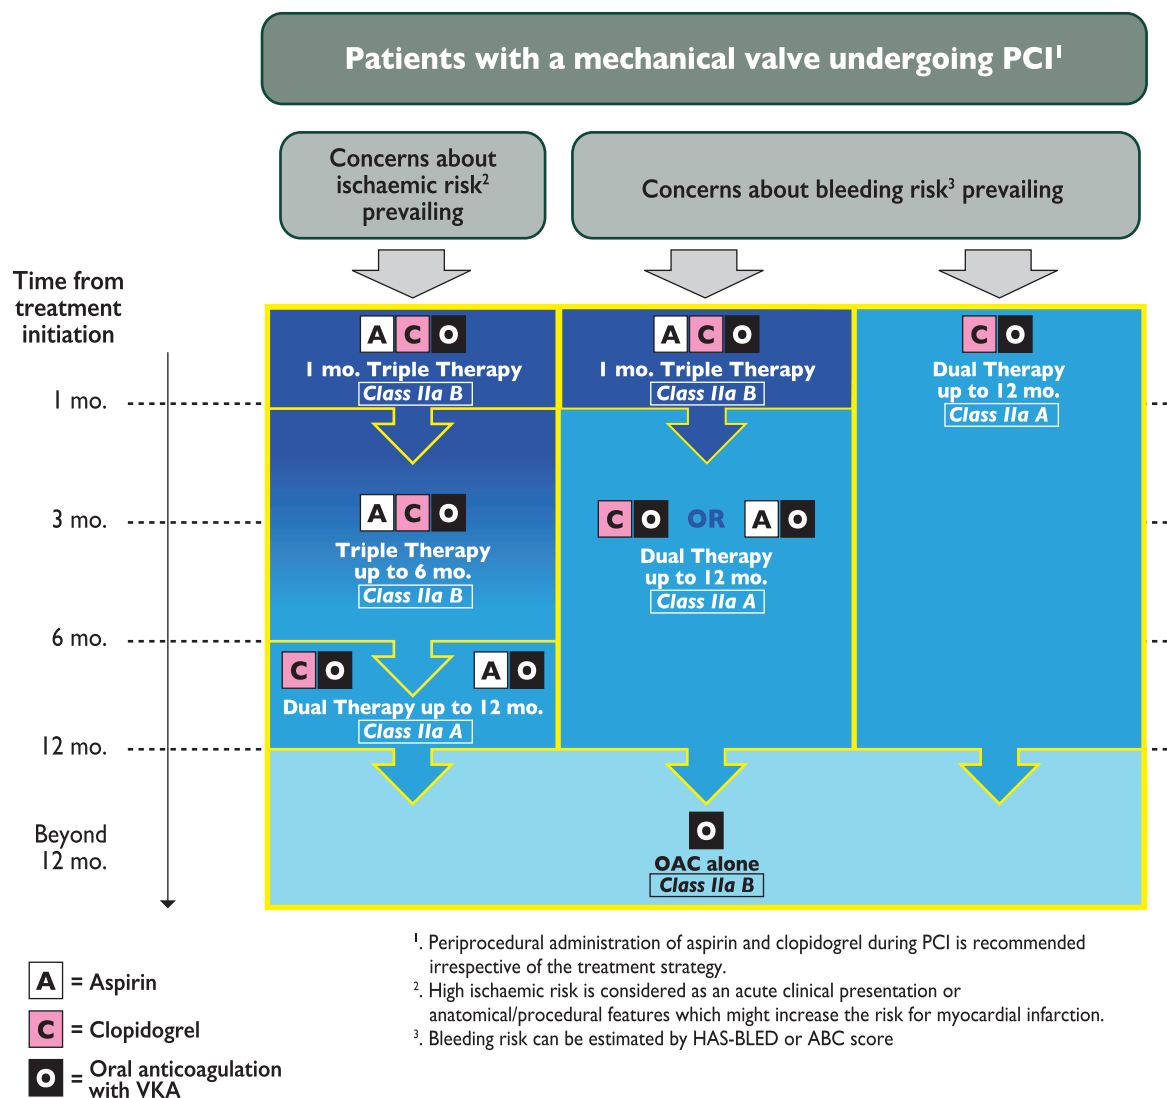 Patients with a mechanical valve undergoing PCI¹
Concerns about
ischaemic risk²
prevailing
Concerns about bleeding risk³ prevailing
Time from
treatment
initiation
A C O
1 mo. Triple Therapy
Class IIa B
A C O
1 mo. Triple Therapy
Class IIa B
C O
Dual Therapy
up to 12 mo.
Class IIa A
1 mo.
3 mo.
A C O
Triple Therapy
up to 6 mo.
Class IIa B
C O OR A O
Dual Therapy
up to 12 mo.
Class IIa A
6 mo.
C O
A O
Dual Therapy up to 12 mo.
Class IIa A
12 mo.
Beyond
12 mo.
O
OAC alone
Class IIa B
A = Aspirin
C = Clopidogrel
O = Oral anticoagulation
with VKA
¹. Periprocedural administration of aspirin and clopidogrel during PCI is recommended
irrespective of the treatment strategy.
². High ischaemic risk is considered as an acute clinical presentation or
anatomical/procedural features which might increase the risk for myocardial infarction.
³. Bleeding risk can be estimated by HAS-BLED or ABC score